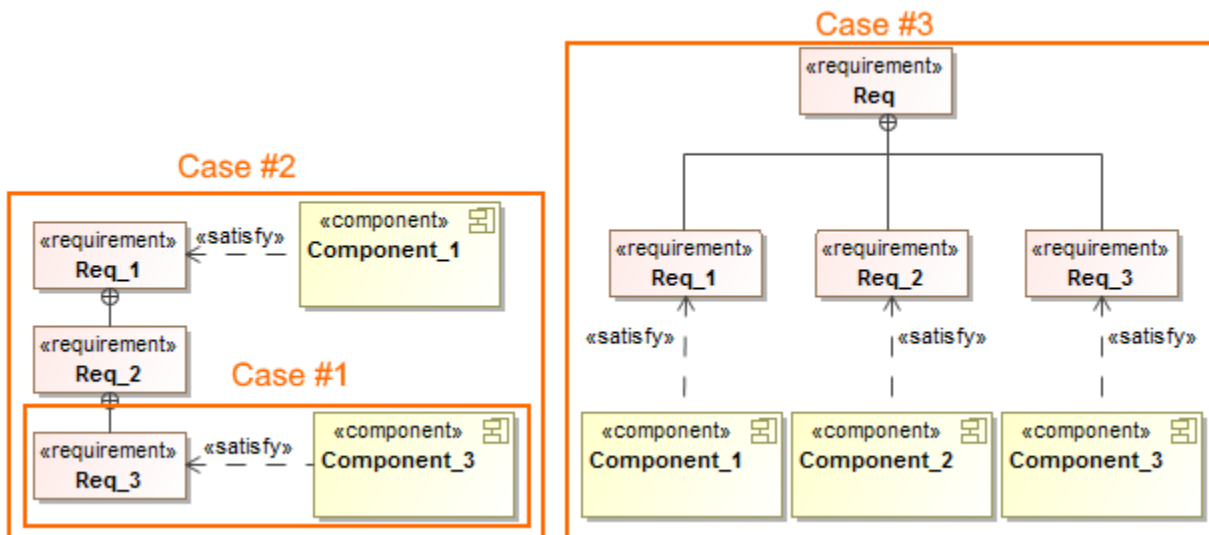 Case #3
«requirement»
Req
Case #2
«requirement»
Req_1
«satisfy»
«component»
Component_1
«requirement»
Req_2
Case #1
«requirement»
Req_3
«satisfy»
«component»
Component_3
«requirement»
Req_1
«requirement»
Req_2
«requirement»
Req_3
«satisfy»
«satisfy»
«satisfy»
«component»
Component_1
«component»
Component_2
«component»
Component_3